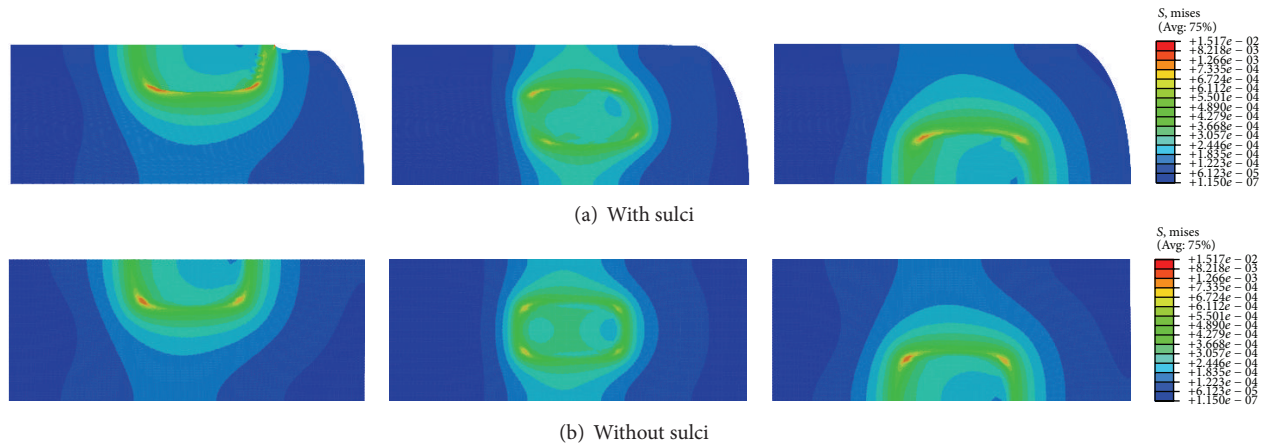 S, mises
(Avg: 75%)
+1.517e − 02
+8.218e − 03
+1.266e − 03
+7.335e − 04
+6.724e − 04
+6.112e − 04
+5.501e − 04
+4.890e − 04
+4.279e − 04
+3.668e − 04
+3.057e − 04
+2.446e − 04
+1.835e − 04
+1.223e − 04
+6.123e − 05
+1.150e − 07
(a) With sulci
S, mises
(Avg: 75%)
+1.517e − 02
+8.218e − 03
+1.266e − 03
+7.335e − 04
+6.724e − 04
+6.112e − 04
+5.501e − 04
+4.890e − 04
+4.279e − 04
+3.668e − 04
+3.057e − 04
+2.446e − 04
+1.835e − 04
+1.223e − 04
+6.123e − 05
+1.150e − 07
(b) Without sulci